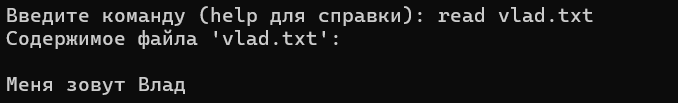 Введите команду (help для справки): read vlad.txt
Содержимое файла 'vlad.txt':
Меня зовут Влад